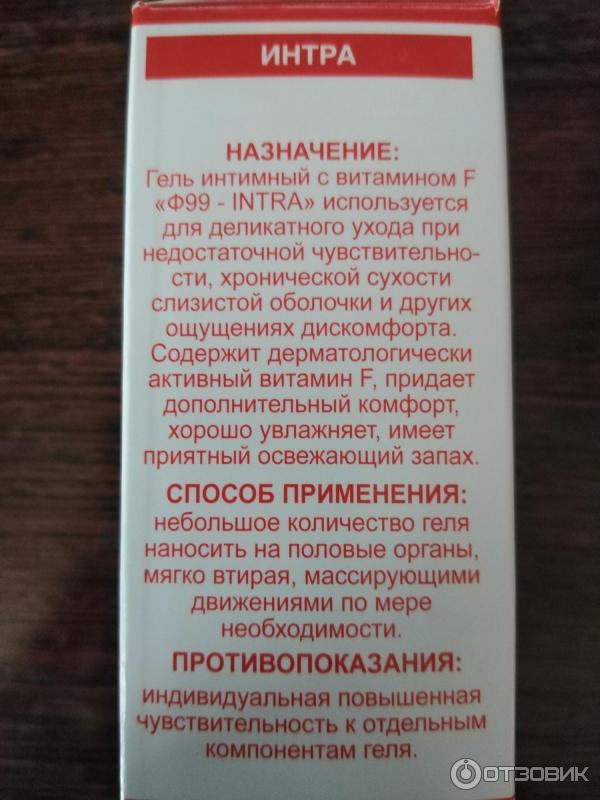 ИНТРА
НАЗНАЧЕНИЕ:
Гель интимный с витамином F
«Ф99 - INTRA» используется
для деликатного ухода при
недостаточной чувствительно-
сти, хронической сухости
слизистой оболочки и других
ощущениях дискомфорта.
Содержит дерматологически
активный витамин F, придает
дополнительный комфорт,
хорошо увлажняет, имеет
приятный освежающий запах.
СПОСОБ ПРИМЕНЕНИЯ:
небольшое количество геля
наносить на половые органы,
мягко втирая, массирующими
движениями по мере
необходимости.
ПРОТИВОПОКАЗАНИЯ:
индивидуальная повышенная
чувствительность к отдельным
компонентам геля.
ОТЗОВИК